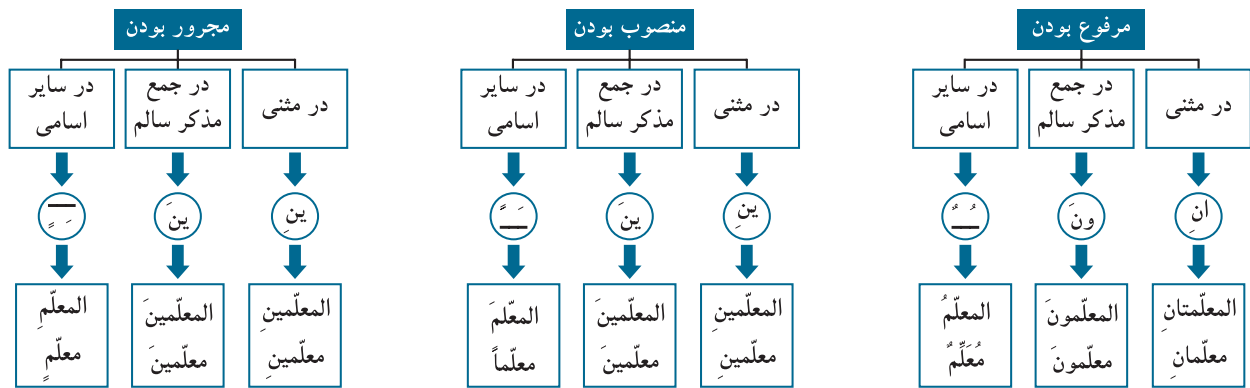 مرفوع بودن
در مثنی
در جمع
مذکر سالم
در سایر
اسامی
انِ
ونَ
ـُـٌ
المعلّمتانِ
معلّمانِ
المعلّمونَ
معلّمونَ
المعلّمُ
مُعَلِّمٌ
منصوب بودن
در مثنی
در جمع
مذکر سالم
در سایر
اسامی
ینِ
ینَ
ـَـً
المعلّمینِ
معلّمینِ
المعلّمینَ
معلّمینَ
المعلّمَ
معلّماً
مجرور بودن
در مثنی
در جمع
مذکر سالم
در سایر
اسامی
ینِ
ینَ
ـِـٍ
المعلّمینِ
معلّمینِ
المعلّمینَ
معلّمینَ
المعلّمِ
معلّمٍ